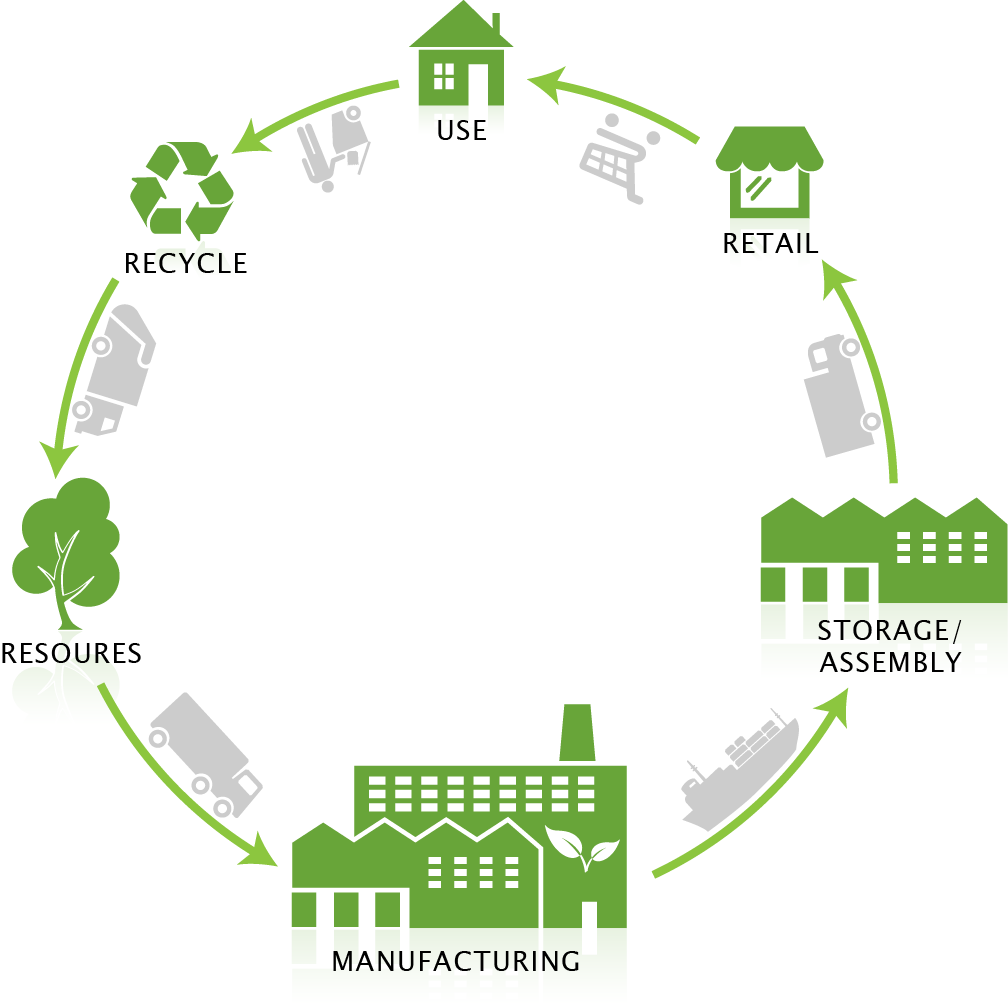 USE
RETAIL
RECYCLE
STORAGE/
ASSEMBLY
RESOURES
MANUFACTURING